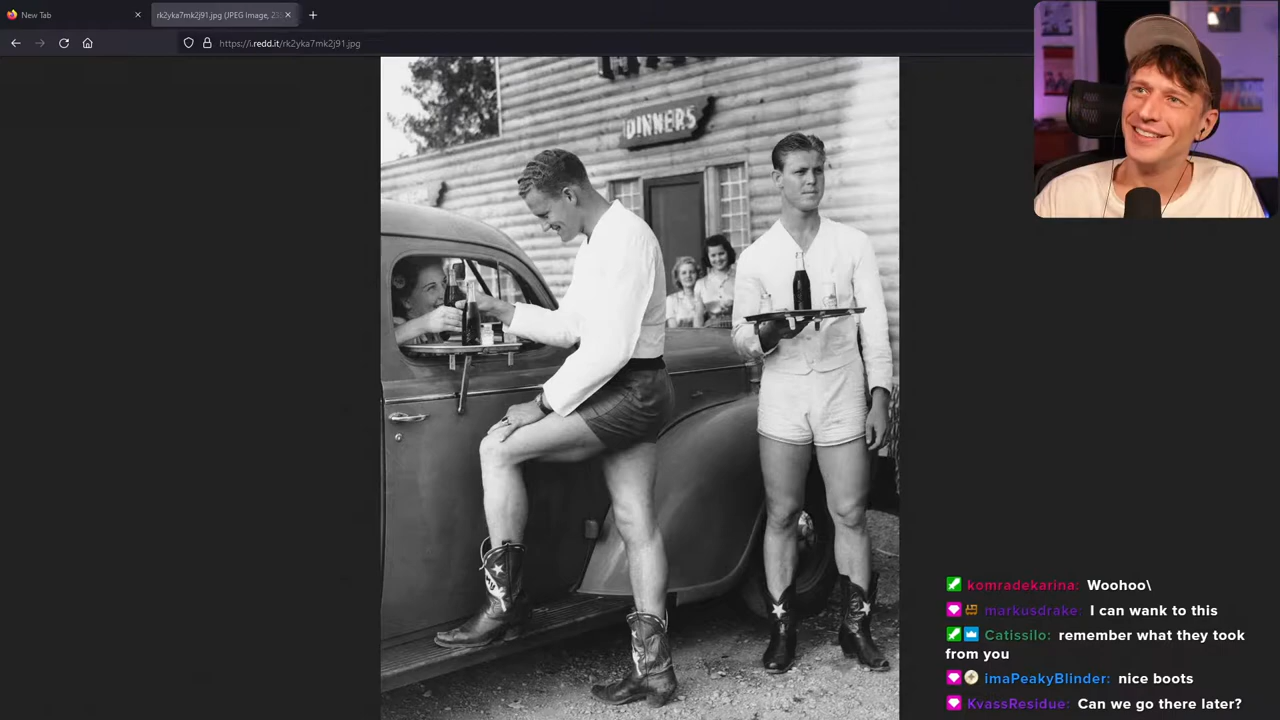 New Tab
rk2yka7mk2j91.jpg (JPEG Image, 23
https://i.redd.it/rk2yka7mk2j91.jpg
DINNERS
komradekarina: Woohoo\
markusdrake: I can wank to this
Catissilo: remember what they took
from you
imaPeakyBlinder: nice boots
KvassResidue: Can we go there later?